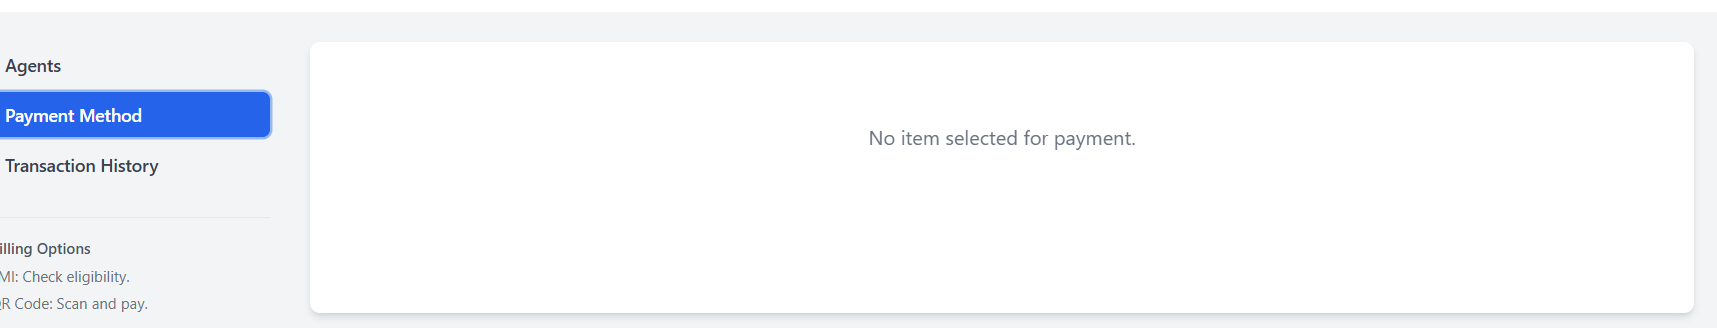 Agents
Payment Method
Transaction History
No item selected for payment.
illing Options
MI: Check eligibility.
QR Code: Scan and pay.